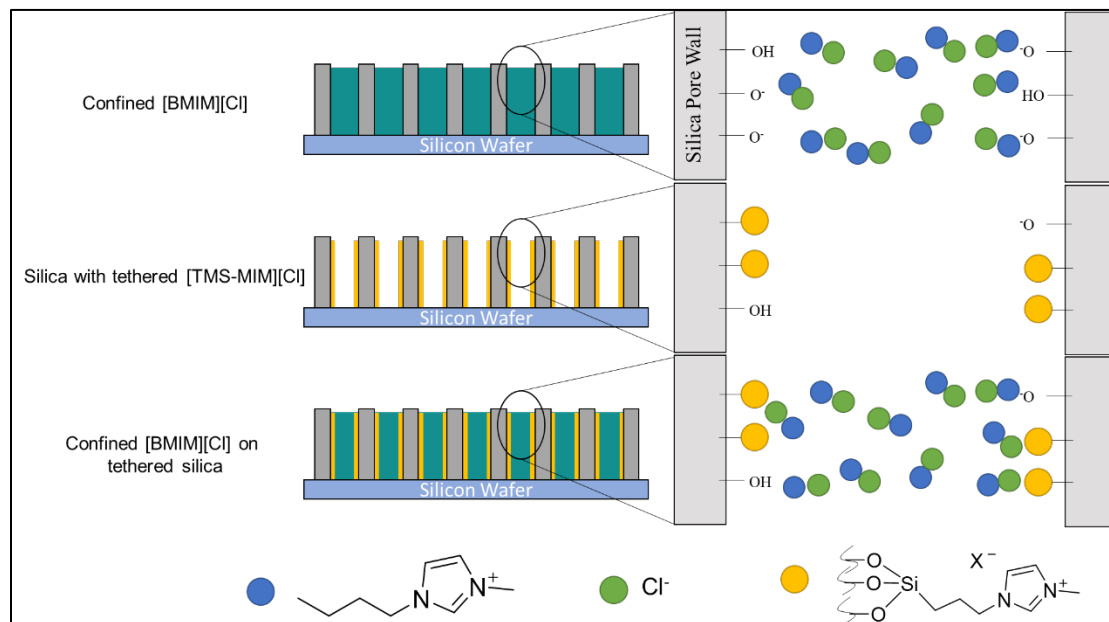 Confined [BMIM][Cl]
Silicon Wafer
Silica Pore Wall
OH
O-
O-
-O
HO
-O
Silica with tethered [TMS-MIM][Cl]
Silicon Wafer
OH
-O
Confined [BMIM][Cl] on
tethered silica
Silicon Wafer
OH
-O
N
N
+
Cl-
O
O
O
Si
X−
N
N
+